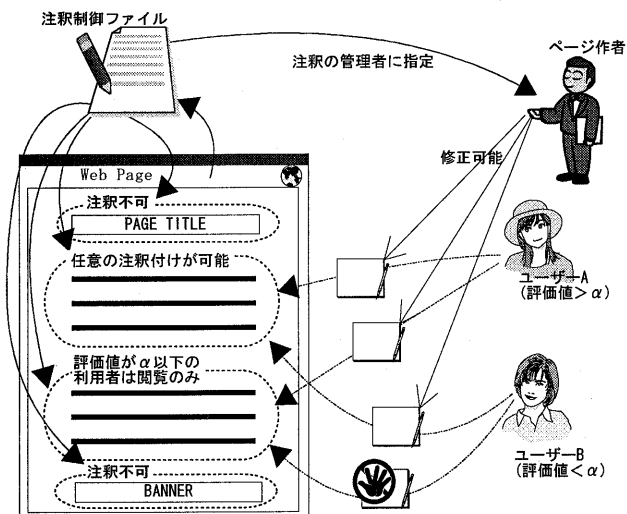 注釈制御ファイル
ページ作者
注釈の管理者に指定
修正可能
Web Page
注釈不可
PAGE TITLE
任意の注釈付けが可能
ユーザーA
(評価値＞α)
評価値がα以下の
利用者は閲覧のみ
ユーザーB
(評価値＜α)
注釈不可
BANNER